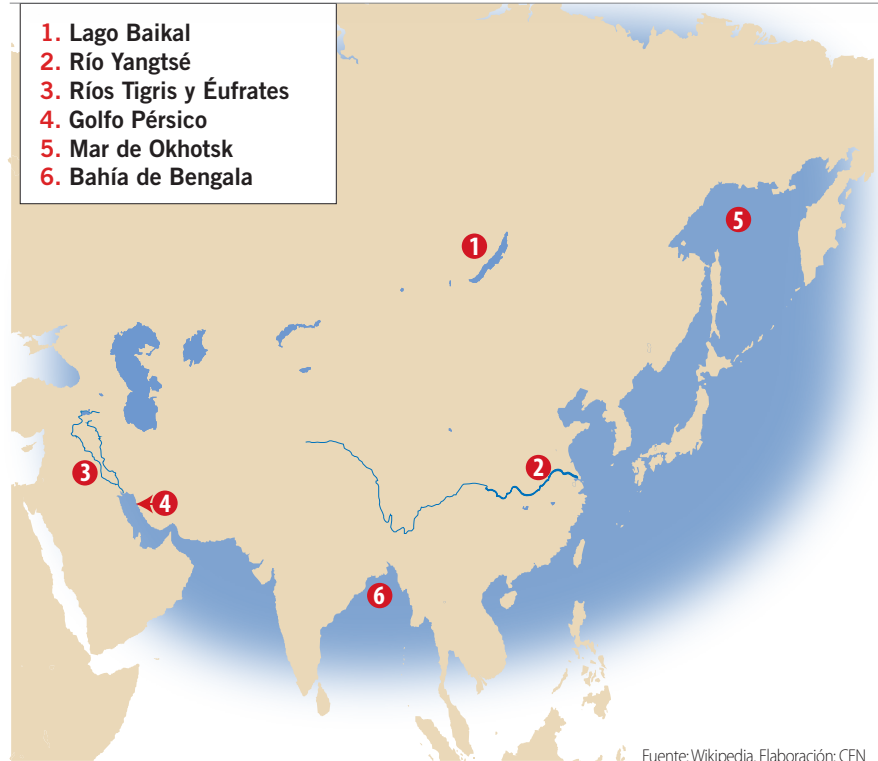 1. Lago Baikal
2. Río Yangtsé
3. Ríos Tigris y Éufrates
4. Golfo Pérsico
5. Mar de Okhotsk
6. Bahía de Bengala
5
1
2
3
4
6
Fuente: Wikipedia. Elaboración: CEN